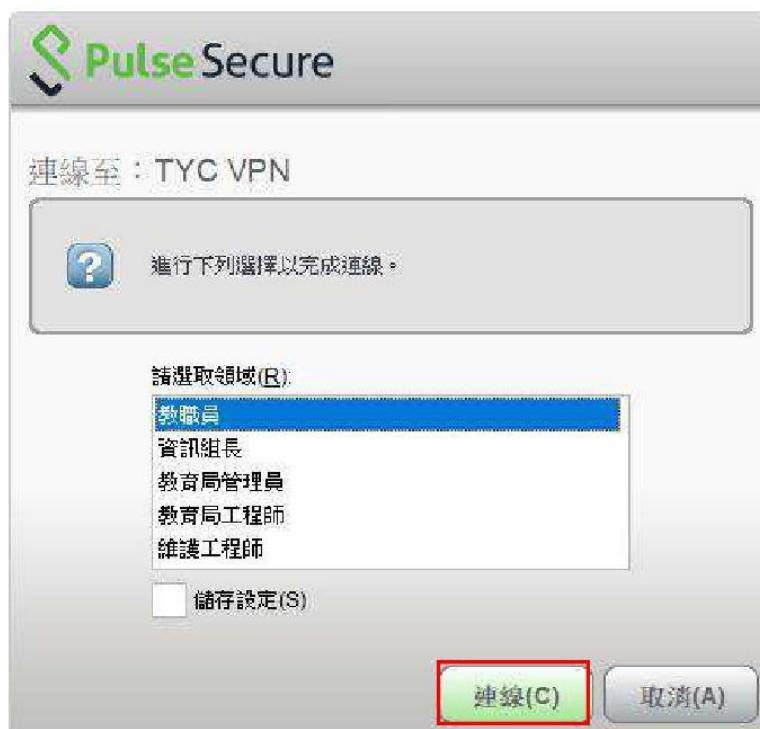 Pulse Secure
連線至：TYC VPN
進行下列選擇以完成連線。
請選取領域(R):
教職員
資訊組長
教育局管理員
教育局工程師
維護工程師
儲存設定(S)
連線(C) 取消(A)